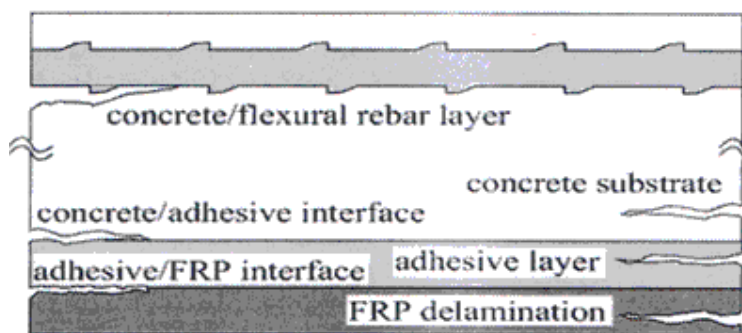 concrete/flexural rebar layer
concrete substrate
concrete/adhesive interface
adhesive layer
adhesive/FRP interface
FRP delamination